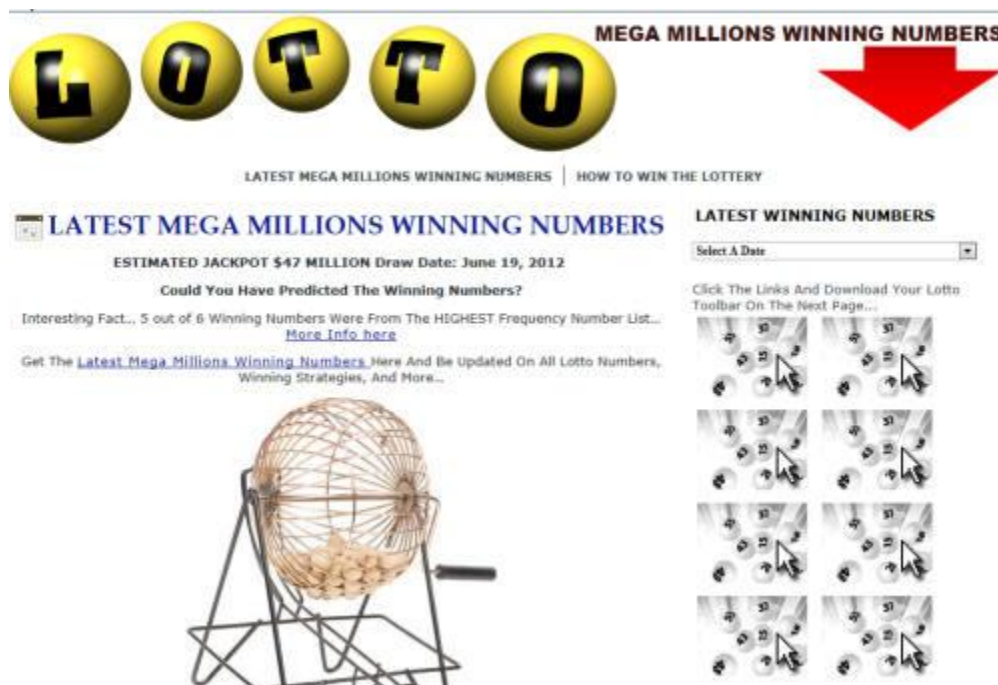 LOTTO
MEGA MILLIONS WINNING NUMBERS
LATEST MEGA MILLIONS WINNING NUMBERS | HOW TO WIN THE LOTTERY
LATEST MEGA MILLIONS WINNING NUMBERS
ESTIMATED JACKPOT $47 MILLION Draw Date: June 19, 2012
Could You Have Predicted The Winning Numbers?
Interesting Fact... 5 out of 6 Winning Numbers Were From The HIGHEST Frequency Number List...
More Info here
Get The Latest Mega Millions Winning Numbers Here And Be Updated On All Lotto Numbers,
Winning Strategies, And More...
LATEST WINNING NUMBERS
Select A Date
Click The Links And Download Your Lotto
Toolbar On The Next Page...